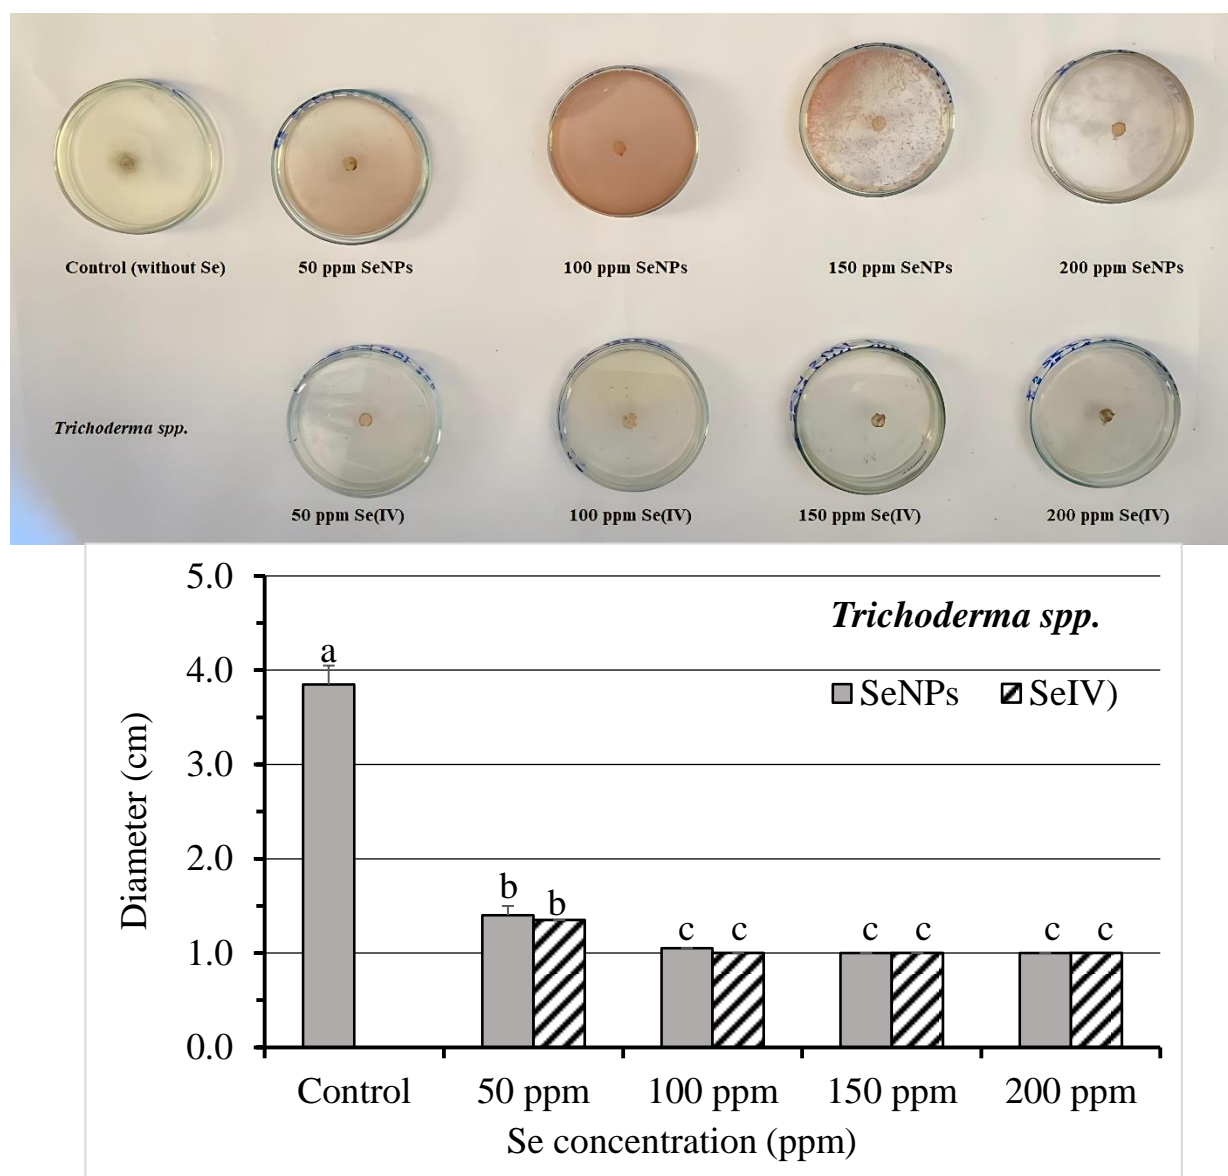 Control (without Se) 50 ppm SeNPs 100 ppm SeNPs 150 ppm SeNPs 200 ppm SeNPs
Trichoderma spp.
50 ppm Se(IV) 100 ppm Se(IV) 150 ppm Se(IV) 200 ppm Se(IV)
Trichoderma spp.
SeNPs SeIV)
Diameter (cm)
5.0
4.0
3.0
2.0
1.0
0.0
a
b b
c c
c c
c c
Control 50 ppm 100 ppm 150 ppm 200 ppm
Se concentration (ppm)